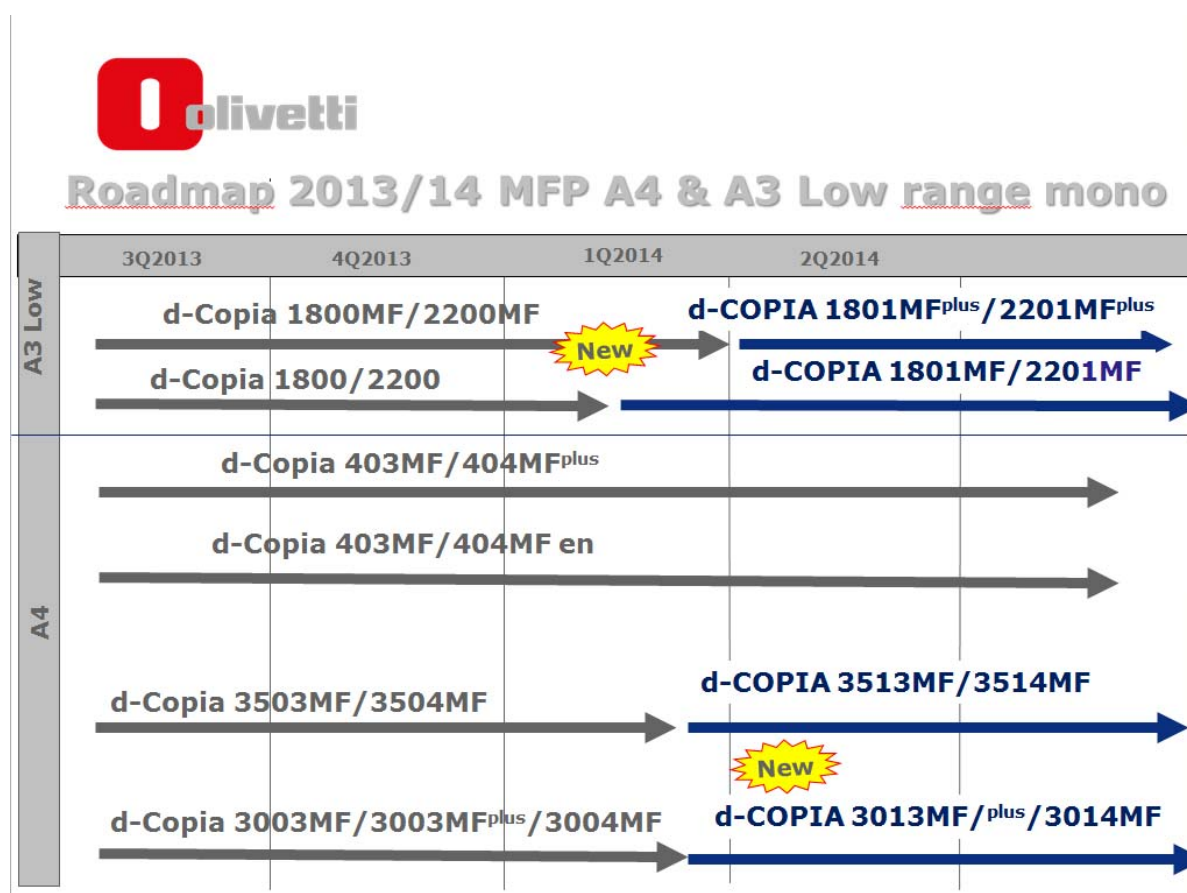 olivetti
Roadmap 2013/14 MFP A4 & A3 Low range mono
3Q2013 4Q2013 1Q2014 2Q2014
A3 Low
d-Copia 1800MF/2200MF
d-COPIA 1801MFplus/2201MFplus
New
d-Copia 1800/2200
d-COPIA 1801MF/2201MF
A4
d-Copia 403MF/404MFplus
d-Copia 403MF/404MF en
d-Copia 3503MF/3504MF
d-COPIA 3513MF/3514MF
New
d-Copia 3003MF/3003MFplus/3004MF
d-COPIA 3013MF/plus/3014MF